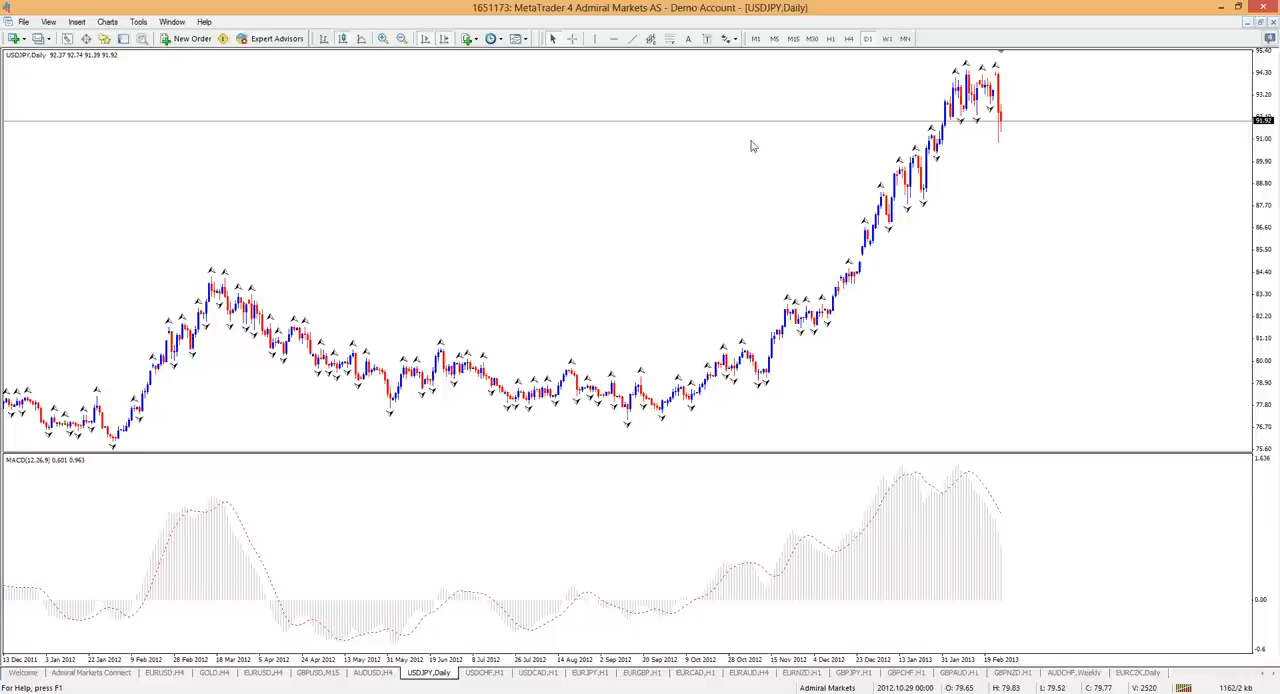 1651173: MetaTrader 4 Admiral Markets AS - Demo Account - [USDJPY,Daily]
File View Insert Charts Tools Window Help
New Order Expert Advisors A T M1 M5 M15 M30 H1 H4 D1 W1 MN
USDJPY,Daily 92.37 92.74 91.39 91.92
95.40
94.30
93.20
91.92
91.00
89.90
88.80
87.70
86.60
85.50
84.40
83.30
82.20
81.10
80.00
78.90
77.80
76.70
75.60
MACD(12,26,9) 0.601 0.963
1.636
0.00
-0.6
13 Dec 2011 3 Jan 2012 22 Jan 2012 9 Feb 2012 28 Feb 2012 18 Mar 2012 5 Apr 2012 24 Apr 2012 13 May 2012 31 May 2012 19 Jun 2012 8 Jul 2012 26 Jul 2012 14 Aug 2012 2 Sep 2012 20 Sep 2012 9 Oct 2012 28 Oct 2012 15 Nov 2012 4 Dec 2012 23 Dec 2012 13 Jan 2013 31 Jan 2013 19 Feb 2013
Welcome Admiral Markets Connect EURUSD,H4 GOLD,H4 EURUSD,H4 GBPUSD,M15 AUDUSD,H4 USDJPY,Daily USDCHF,H1 USDCAD,H1 EURJPY,H1 EURGBP,H1 EURCAD,H1 EURAUD,H4 EURNZD,H1 GBPJPY,H1 GBPCHF,H1 GBPAUD,H1 GBPNZD,H1 AUDCHF,Weekly EURCZK,Daily
For Help, press F1 Admiral Markets 2012.10.29 00:00 O: 79.65 H: 79.83 L: 79.52 C: 79.77 V: 2520 1162/2 kb